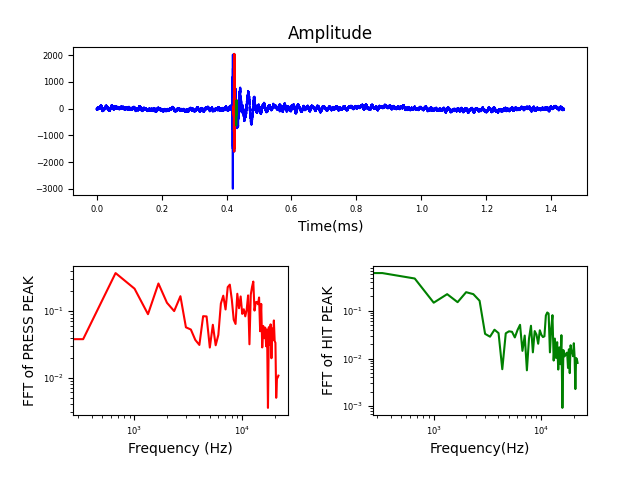 Amplitude
2000
1000
0
−1000
−2000
−3000
0.0 0.2 0.4 0.6 0.8 1.0 1.2 1.4
Time(ms)
FFT of PRESS PEAK
10⁻¹
10⁻²
10³ 10⁴
Frequency (Hz)
FFT of HIT PEAK
10⁻¹
10⁻²
10⁻³
10³ 10⁴
Frequency(Hz)